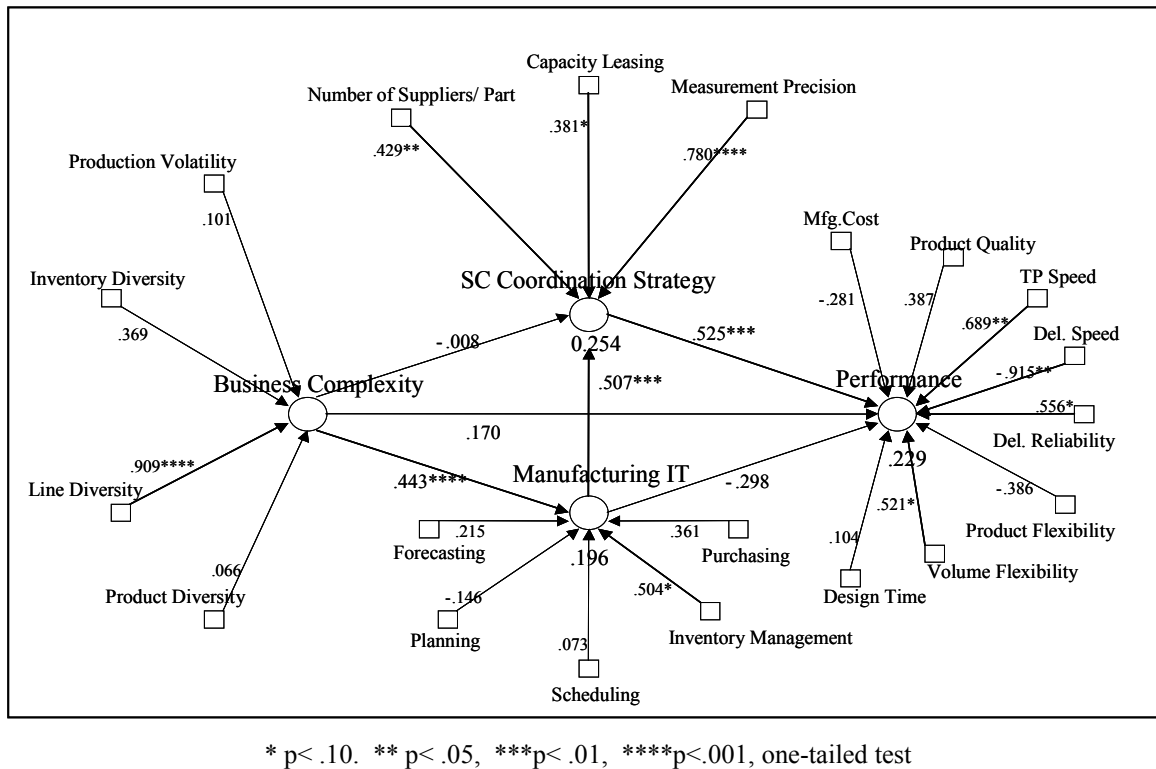 Capacity Leasing
Number of Suppliers/ Part
Measurement Precision
.381*
.429**
.780****
Production Volatility
.101
Mfg.Cost
Product Quality
Inventory Diversity
SC Coordination Strategy
TP Speed
-.281
.387
.369
.689**
Del. Speed
-.008
0.254
.525***
Business Complexity
.507***
Performance
-.915**
.556*
.170
Del. Reliability
.229
.909****
.443****
Manufacturing IT
-.298
Line Diversity
-.386
.521*
Forecasting
.215
.196
.361
Purchasing
Product Flexibility
.104
.066
Product Diversity
-.146
.504*
Design Time
Volume Flexibility
Planning
.073
Inventory Management
Scheduling
* p< .10. ** p< .05, ***p< .01, ****p<.001, one-tailed test